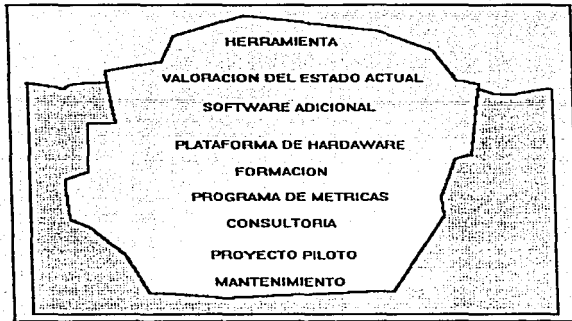 HERRAMIENTA
VALORACION DEL ESTADO ACTUAL
SOFTWARE ADICIONAL
PLATAFORMA DE HARDAWARE
FORMACION
PROGRAMA DE METRICAS
CONSULTORIA
PROYECTO PILOTO
MANTENIMIENTO